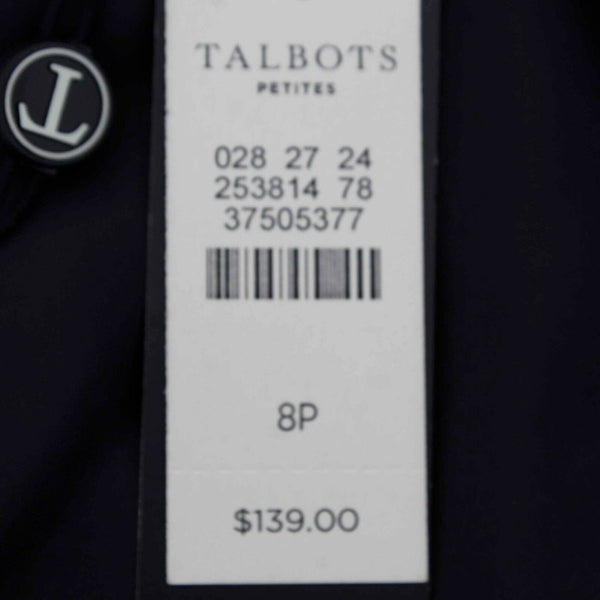 TALBOTS
PETITES
028 27 24
253814 78
37505377
8P
$139.00
T